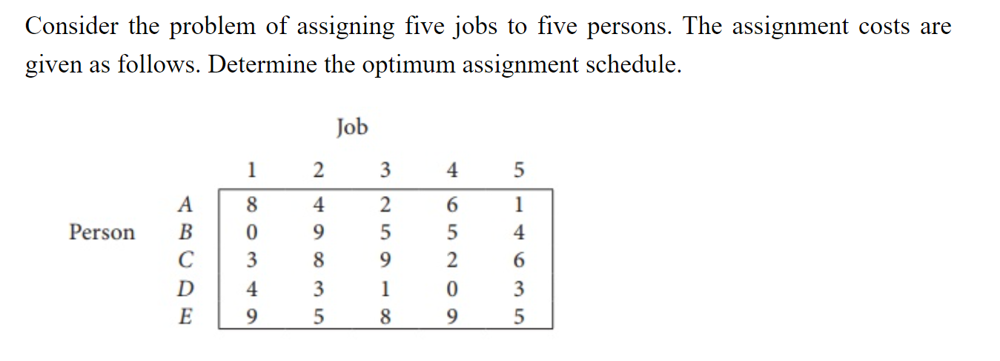 Consider the problem of assigning five jobs to five persons. The assignment costs are
given as follows. Determine the optimum assignment schedule.
Job
1 2 3 4 5
A 8 4 2 6 1
Person B 0 9 5 5 4
C 3 8 9 2 6
D 4 3 1 0 3
E 9 5 8 9 5